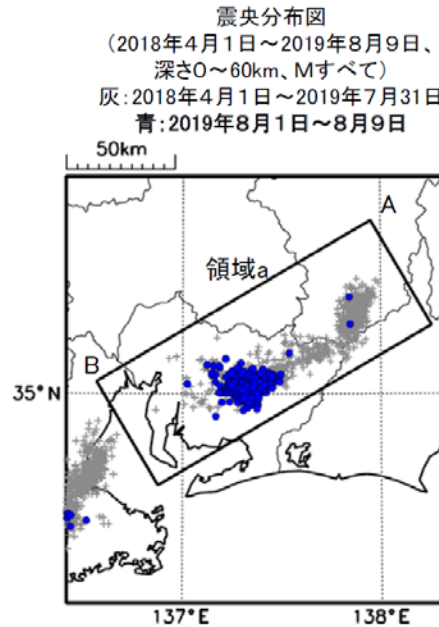 震央分布図
（2018年4月1日～2019年8月9日、
深さ0～60km、Mすべて）
灰：2018年4月1日～2019年7月31日
青：2019年8月1日～8月9日
50km
A
領域a
B
35°N
137°E
138°E